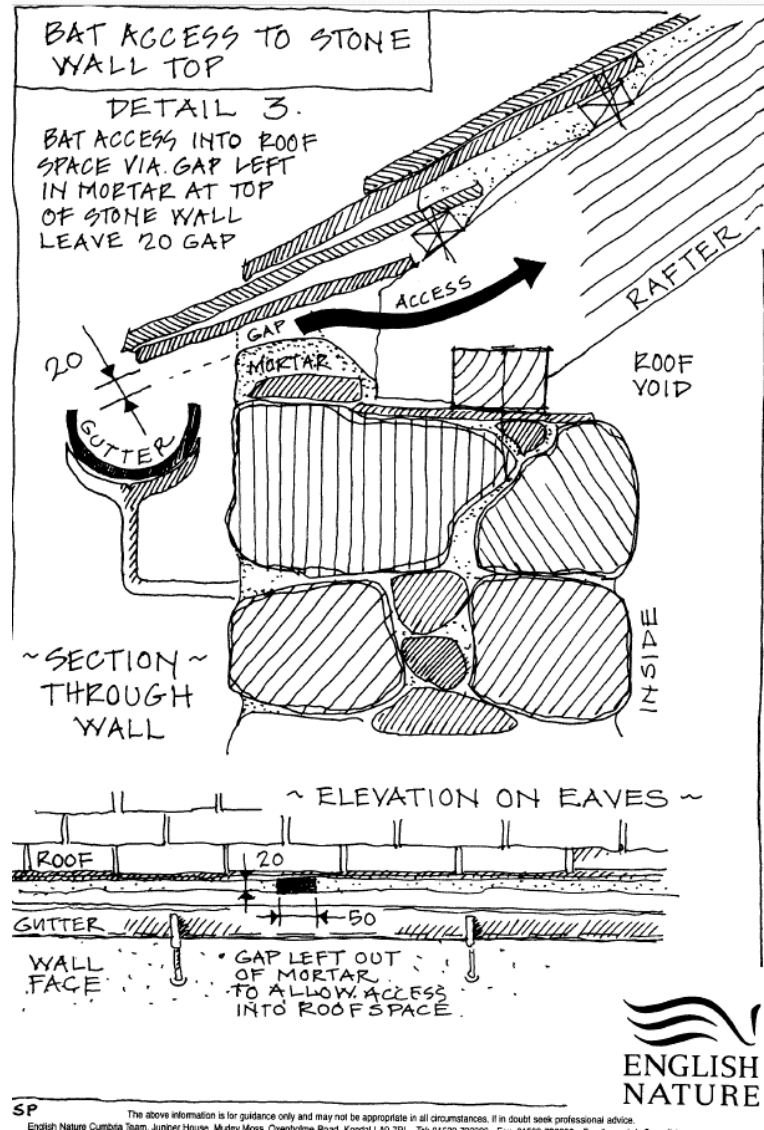 BAT ACCESS TO STONE
WALL TOP
DETAIL 3.
BAT ACCESS INTO ROOF
SPACE VIA. GAP LEFT
IN MORTAR AT TOP
OF STONE WALL
LEAVE 20 GAP
RAFTER
ACCESS
GAP
20
MORTAR
ROOF
VOID
GUTTER
INSIDE
~ SECTION ~
THROUGH
WALL
~ ELEVATION ON EAVES ~
ROOF
20
50
GUTTER
WALL
FACE
GAP LEFT OUT
OF MORTAR
TO ALLOW ACCESS
INTO ROOFSPACE.
ENGLISH
NATURE
SP
The above information is for guidance only and may not be appropriate in all circumstances, if in doubt seek professional advice.
English Nature Cumbria Team, Juniper House, Murley Moss, Oxenholme Road, Kendal